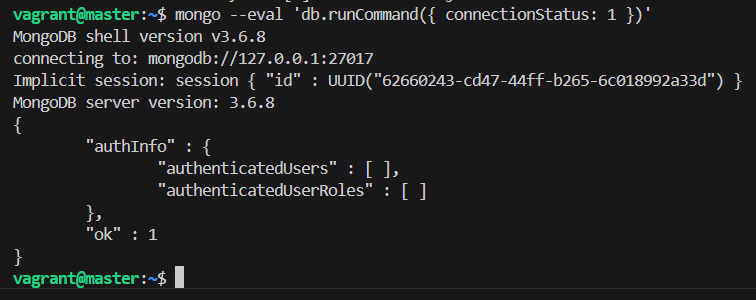 vagrant@master:~$ mongo --eval 'db.runCommand({ connectionStatus: 1 })'
MongoDB shell version v3.6.8
connecting to: mongodb://127.0.0.1:27017
Implicit session: session { "id" : UUID("62660243-cd47-44ff-b265-6c018992a33d") }
MongoDB server version: 3.6.8
{
        "authInfo" : {
                "authenticatedUsers" : [ ],
                "authenticatedUserRoles" : [ ]
        },
        "ok" : 1
}
vagrant@master:~$